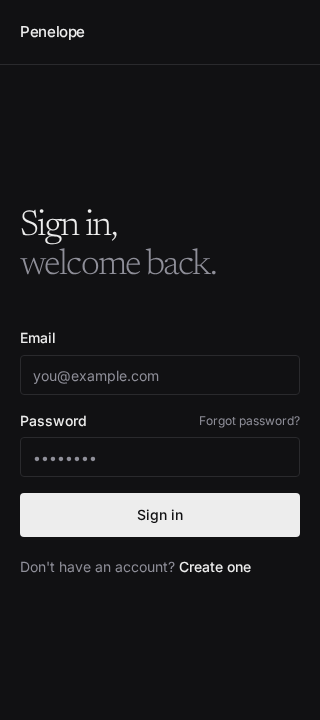 Penelope
Sign in,
welcome back.
Email
you@example.com
Password Forgot password?
••••••••
Sign in
Don't have an account? Create one